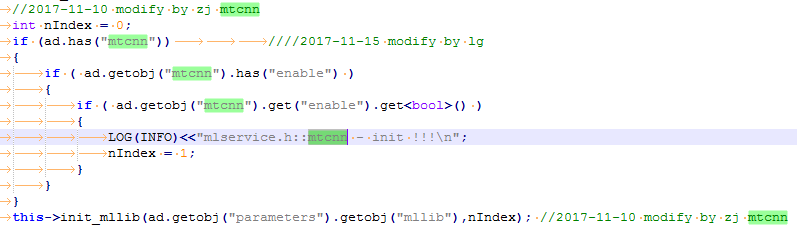 //2017-11-10 modify by zj mtcnn
int nIndex = 0;
if (ad.has("mtcnn")) ////2017-11-15 modify by lg
{
if ( ad.getobj("mtcnn").has("enable") )
{
if ( ad.getobj("mtcnn").get("enable").get<bool>() )
{
LOG(INFO)<<"mlservice.h::mtcnn - init !!!\n";
nIndex = 1;
}
}
}
this->init_mllib(ad.getobj("parameters").getobj("mllib"),nIndex); //2017-11-10 modify by zj mtcnn